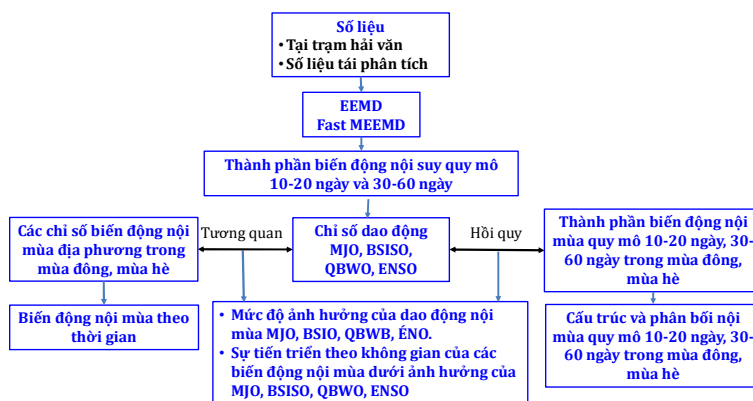 Số liệu
• Tại trạm hải văn
• Số liệu tái phân tích
EEMD
Fast MEEMD
Thành phần biến động nội suy quy mô
10-20 ngày và 30-60 ngày
Các chỉ số biến động nội
mùa địa phương trong
mùa đông, mùa hè
Tương quan
Chỉ số dao động
MJO, BSISO,
QBWO, ENSO
Hồi quy
Thành phần biến động nội
mùa quy mô 10-20 ngày, 30-
60 ngày trong mùa đông,
mùa hè
Biến động nội mùa theo
thời gian
• Mức độ ảnh hưởng của dao động nội
mùa MJO, BSIO, QBWB, ÉNO.
• Sự tiến triển theo không gian của các
biến động nội mùa dưới ảnh hưởng của
MJO, BSISO, QBWO, ENSO
Cấu trúc và phân bối nội
mùa quy mô 10-20 ngày, 30-
60 ngày trong mùa đông,
mùa hè